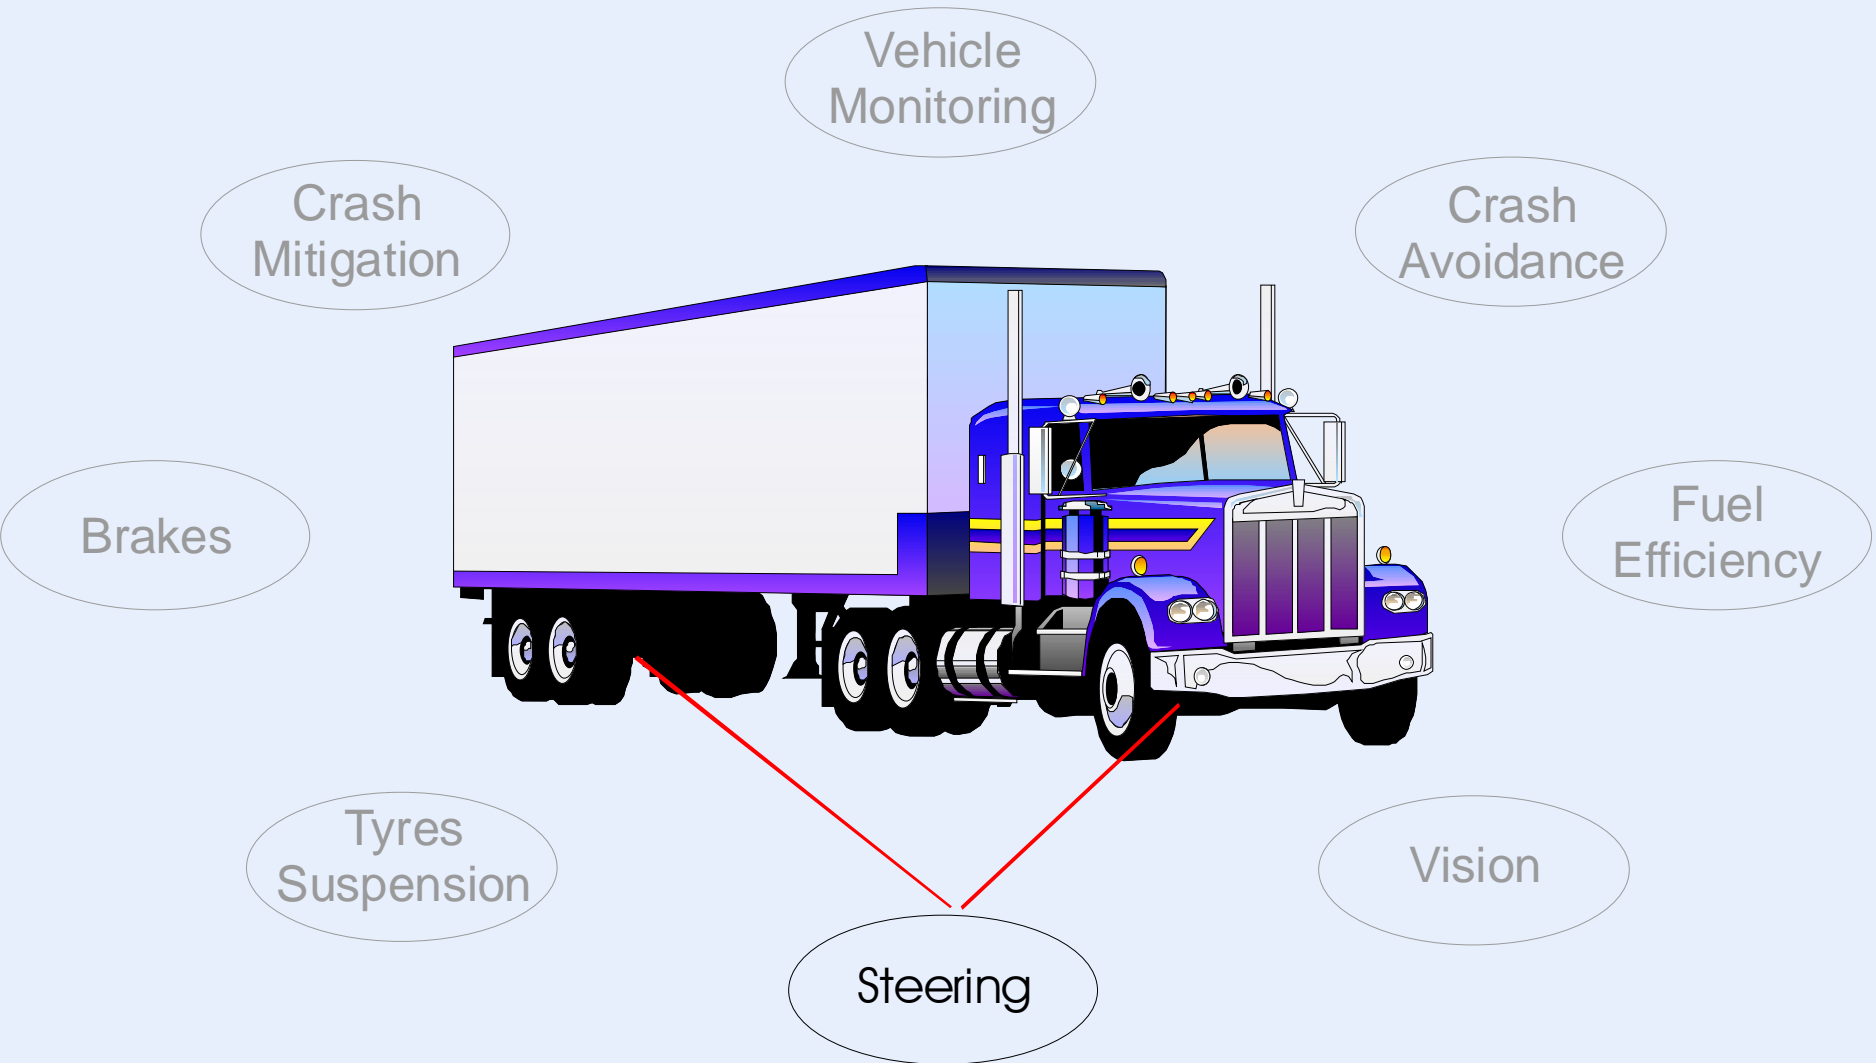 Vehicle
Monitoring
Crash
Mitigation
Crash
Avoidance
Brakes
Fuel
Efficiency
Tyres
Suspension
Vision
Steering